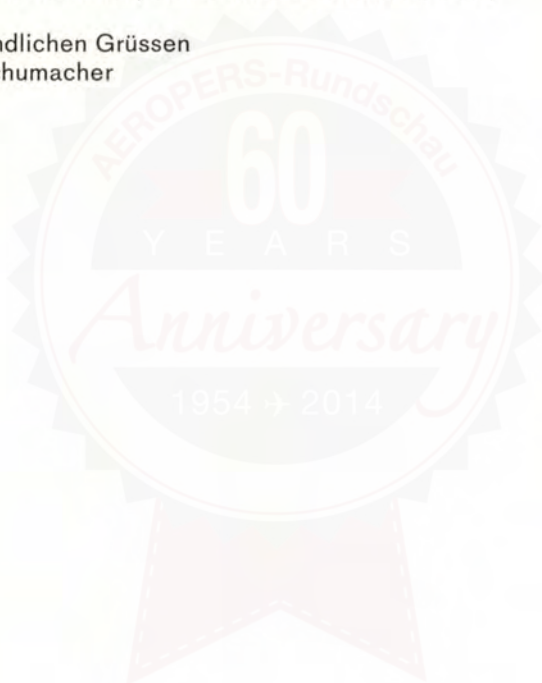 ndlichen Grüssen
humacher
AEROPERS-Rundschau
60
YEARS
Anniversary
1954 ✈ 2014